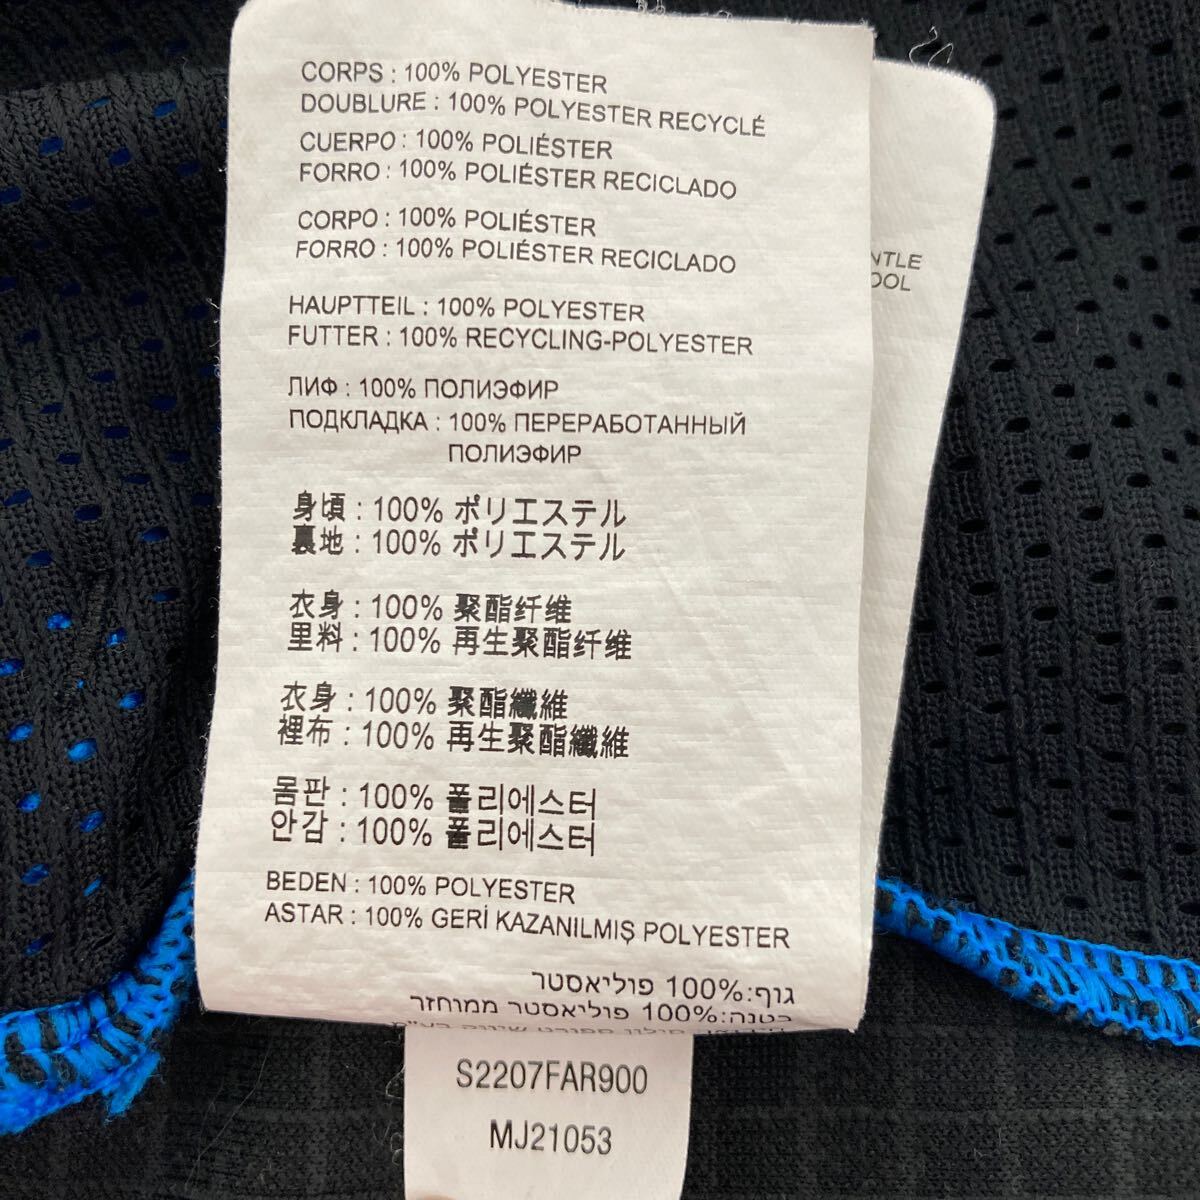 CORPS : 100% POLYESTER
DOUBLURE : 100% POLYESTER RECYCLÉ
CUERPO : 100% POLIÉSTER
FORRO : 100% POLIÉSTER RECICLADO
CORPO : 100% POLIÉSTER
FORRO : 100% POLIÉSTER RECICLADO
HAUPTTEIL : 100% POLYESTER
FUTTER : 100% RECYCLING-POLYESTER
ЛИФ : 100% ПОЛИЭФИР
ПОДКЛАДКА : 100% ПЕРЕРАБОТАННЫЙ
ПОЛИЭФИР
身頃 : 100% ポリエステル
裏地 : 100% ポリエステル
衣身 : 100% 聚酯纤维
里料 : 100% 再生聚酯纤维
衣身 : 100% 聚酯纖維
裡布 : 100% 再生聚酯纖維
몸판 : 100% 폴리에스터
안감 : 100% 폴리에스터
BEDEN : 100% POLYESTER
ASTAR : 100% GERİ KAZANILMIŞ POLYESTER
גוף:100% פוליאסטר
בטנה:100% פוליאסטר ממוחזר
S2207FAR900
MJ21053